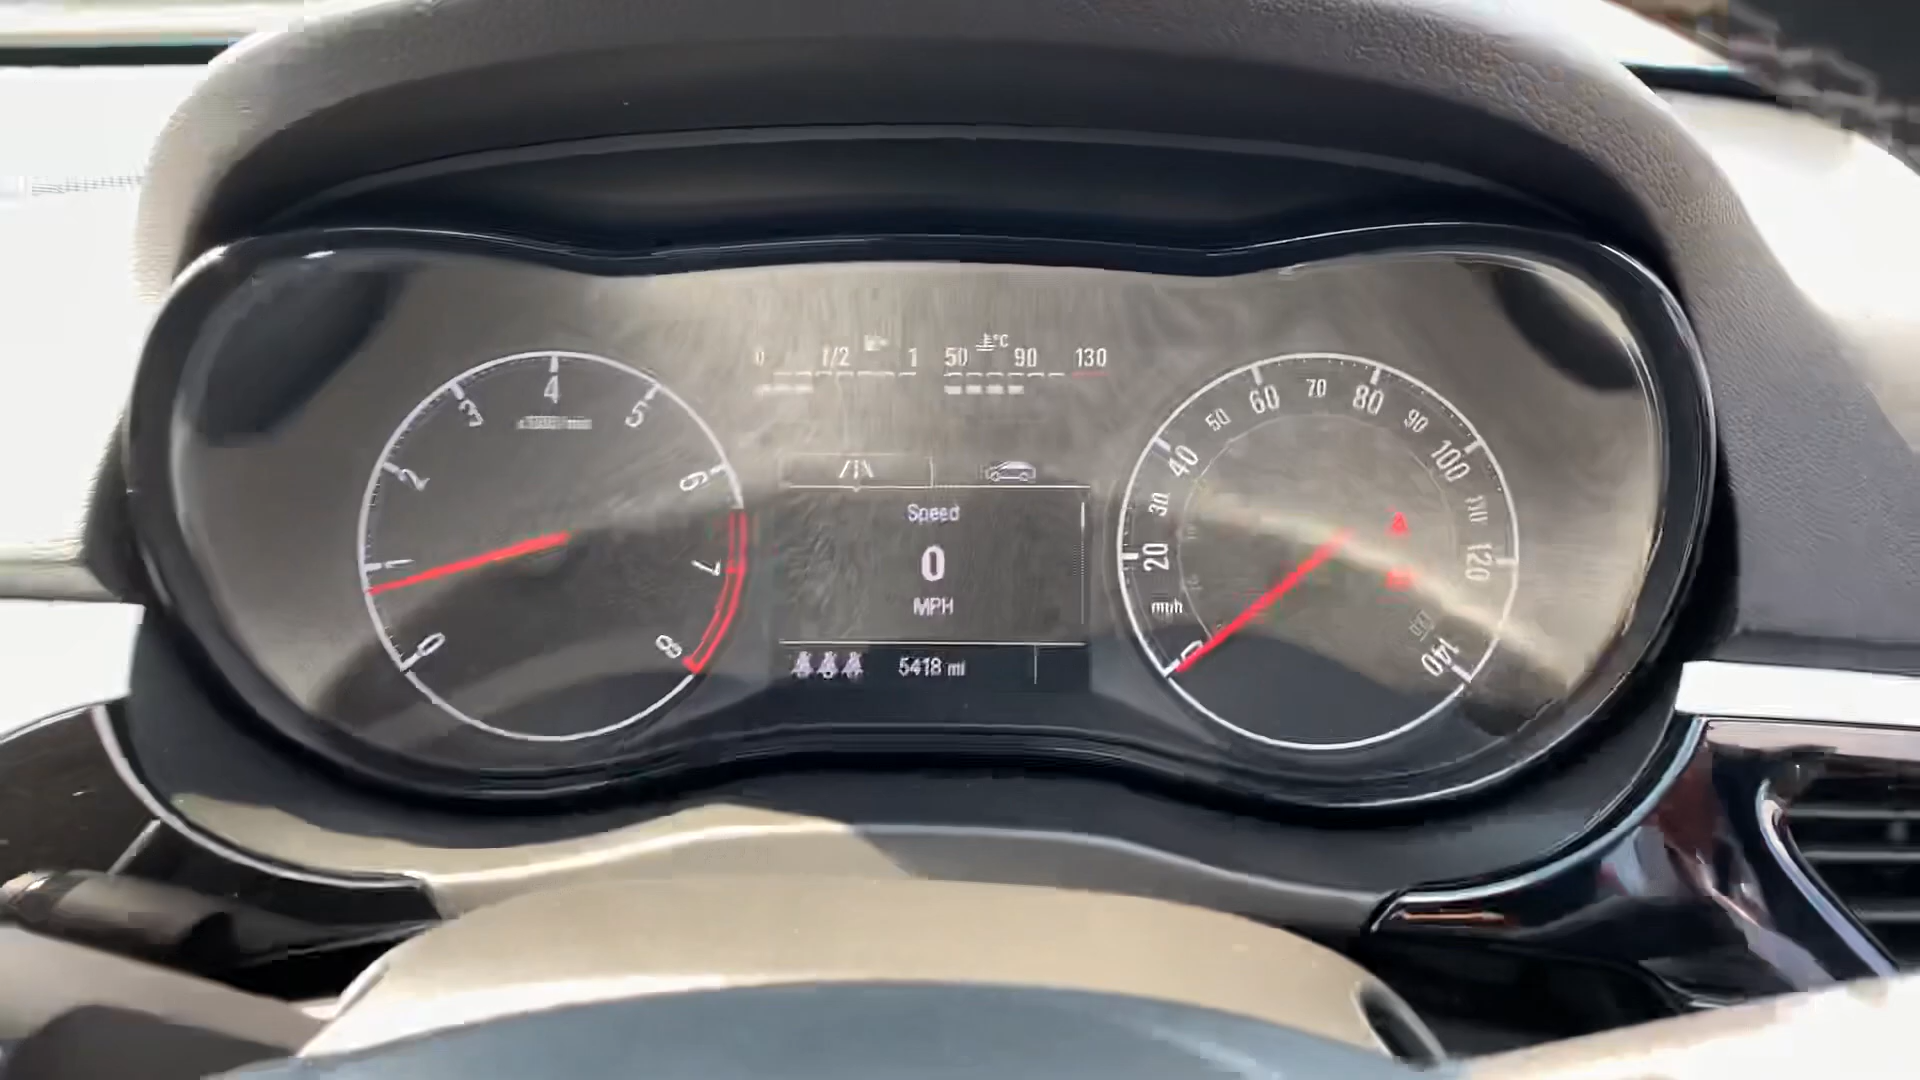 0 1/2 1 50 °C 90 130
0 1 2 3 4 5 6 7 8
Speed
0
MPH
5418 mi
0 20 30 40 50 60 70 80 90 100 110 120 140
mph